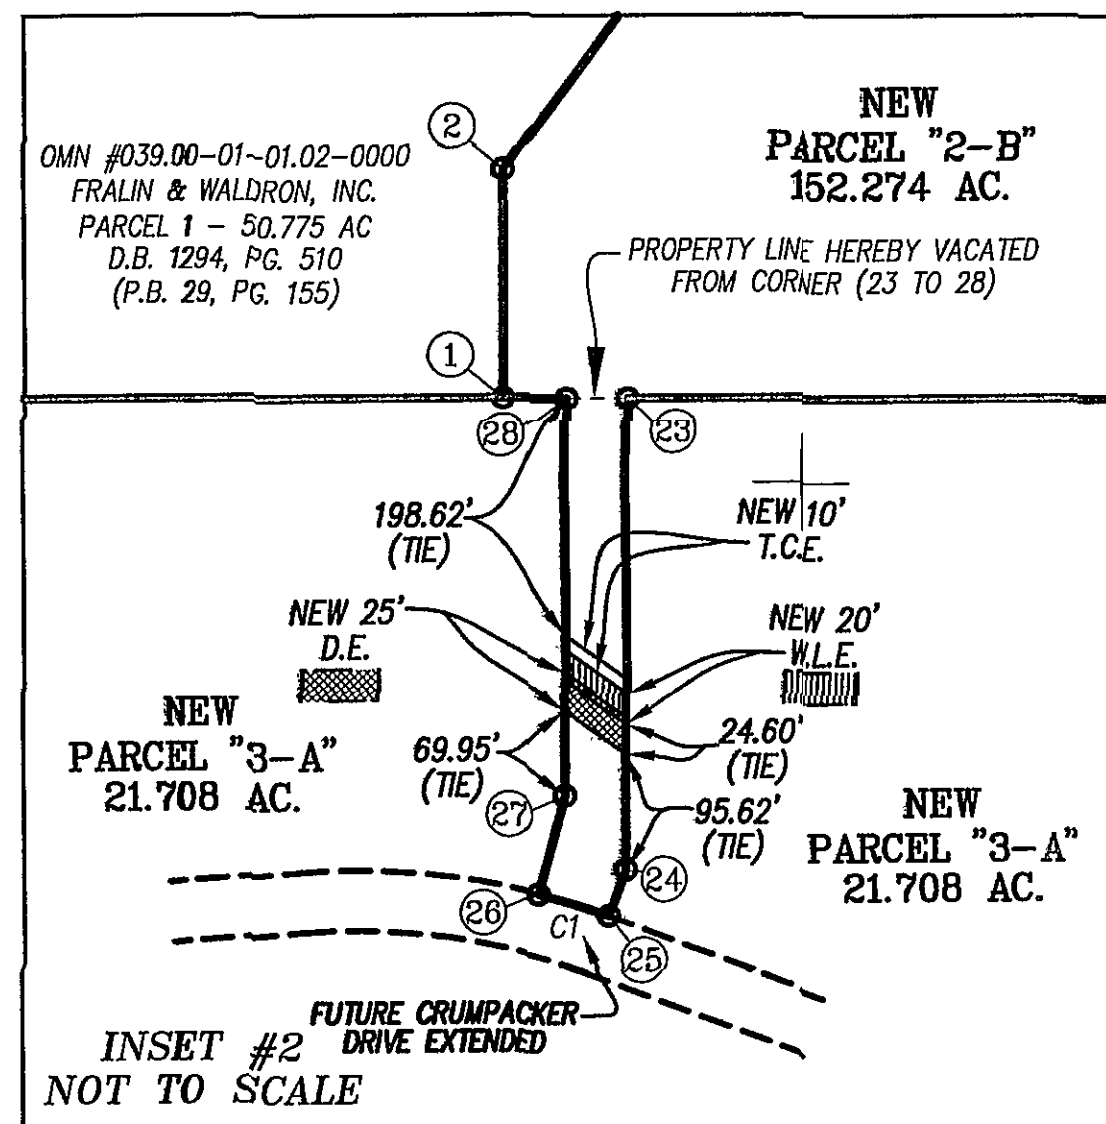 2
NEW
PARCEL "2-B"
152.274 AC.
OMN #039.00-01~01.02-0000
FRALIN & WALDRON, INC.
PARCEL 1 - 50.775 AC
D.B. 1294, PG. 510
(P.B. 29, PG. 155)
PROPERTY LINE HEREBY VACATED
FROM CORNER (23 TO 28)
1
28
23
198.62'
(TIE)
NEW 10'
T.C.E.
NEW 25'
D.E.
NEW 20'
W.L.E.
NEW
PARCEL "3-A"
21.708 AC.
69.95'
(TIE)
24.60'
(TIE)
27
95.62'
(TIE)
NEW
PARCEL "3-A"
21.708 AC.
24
26
C1
25
FUTURE CRUMPACKER
DRIVE EXTENDED
INSET #2
NOT TO SCALE